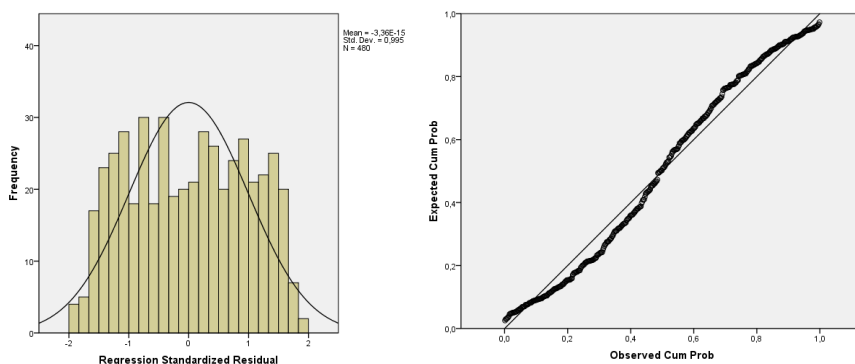 Mean = -3,36E-15
Std. Dev. = 0,995
N = 480
40
30
20
10
0
Frequency
-2 -1 0 1 2
Regression Standardized Residual
1,0
0,8
0,6
0,4
0,2
0,0
Expected Cum Prob
0,0 0,2 0,4 0,6 0,8 1,0
Observed Cum Prob